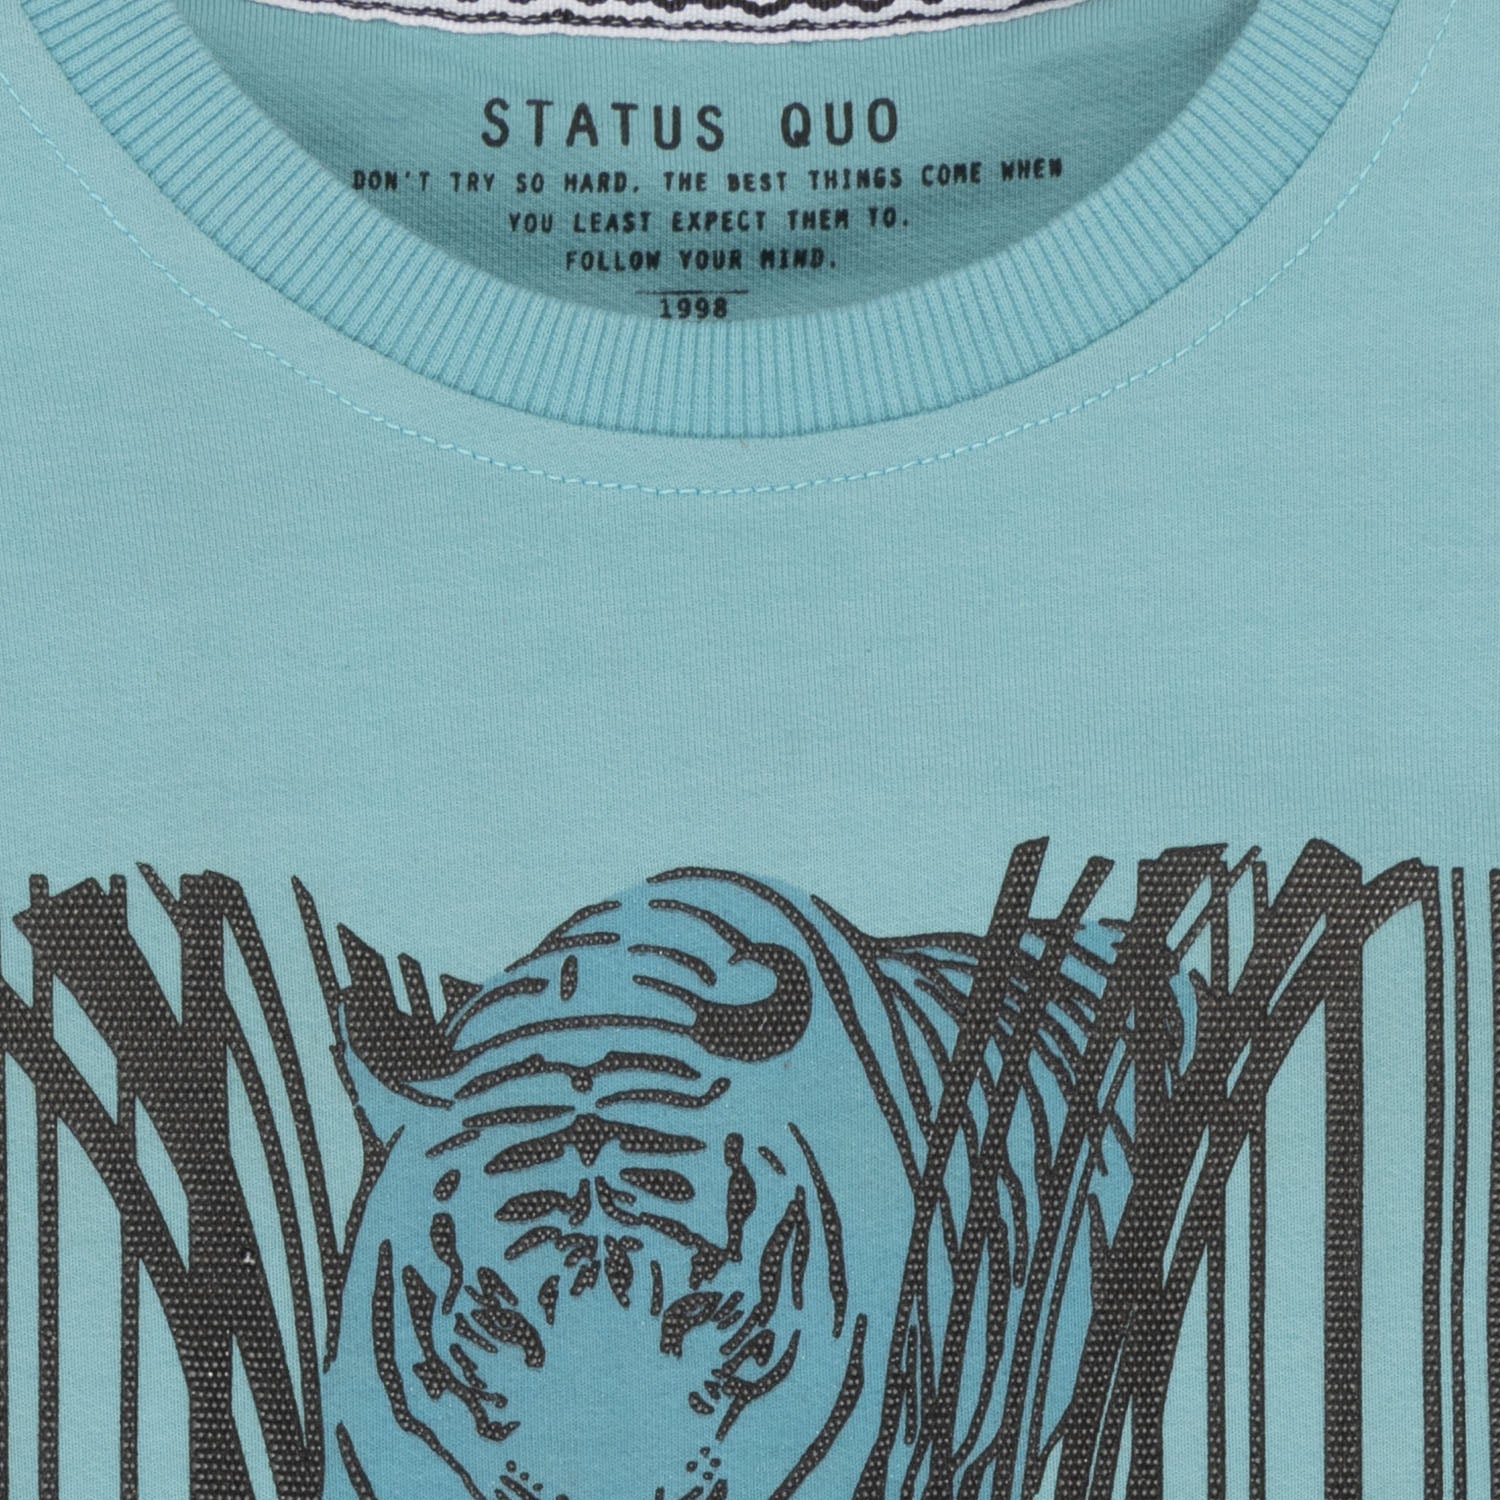 STATUS QUO
DON'T TRY SO HARD. THE BEST THINGS COME WHEN
YOU LEAST EXPECT THEM TO.
FOLLOW YOUR MIND.
1998